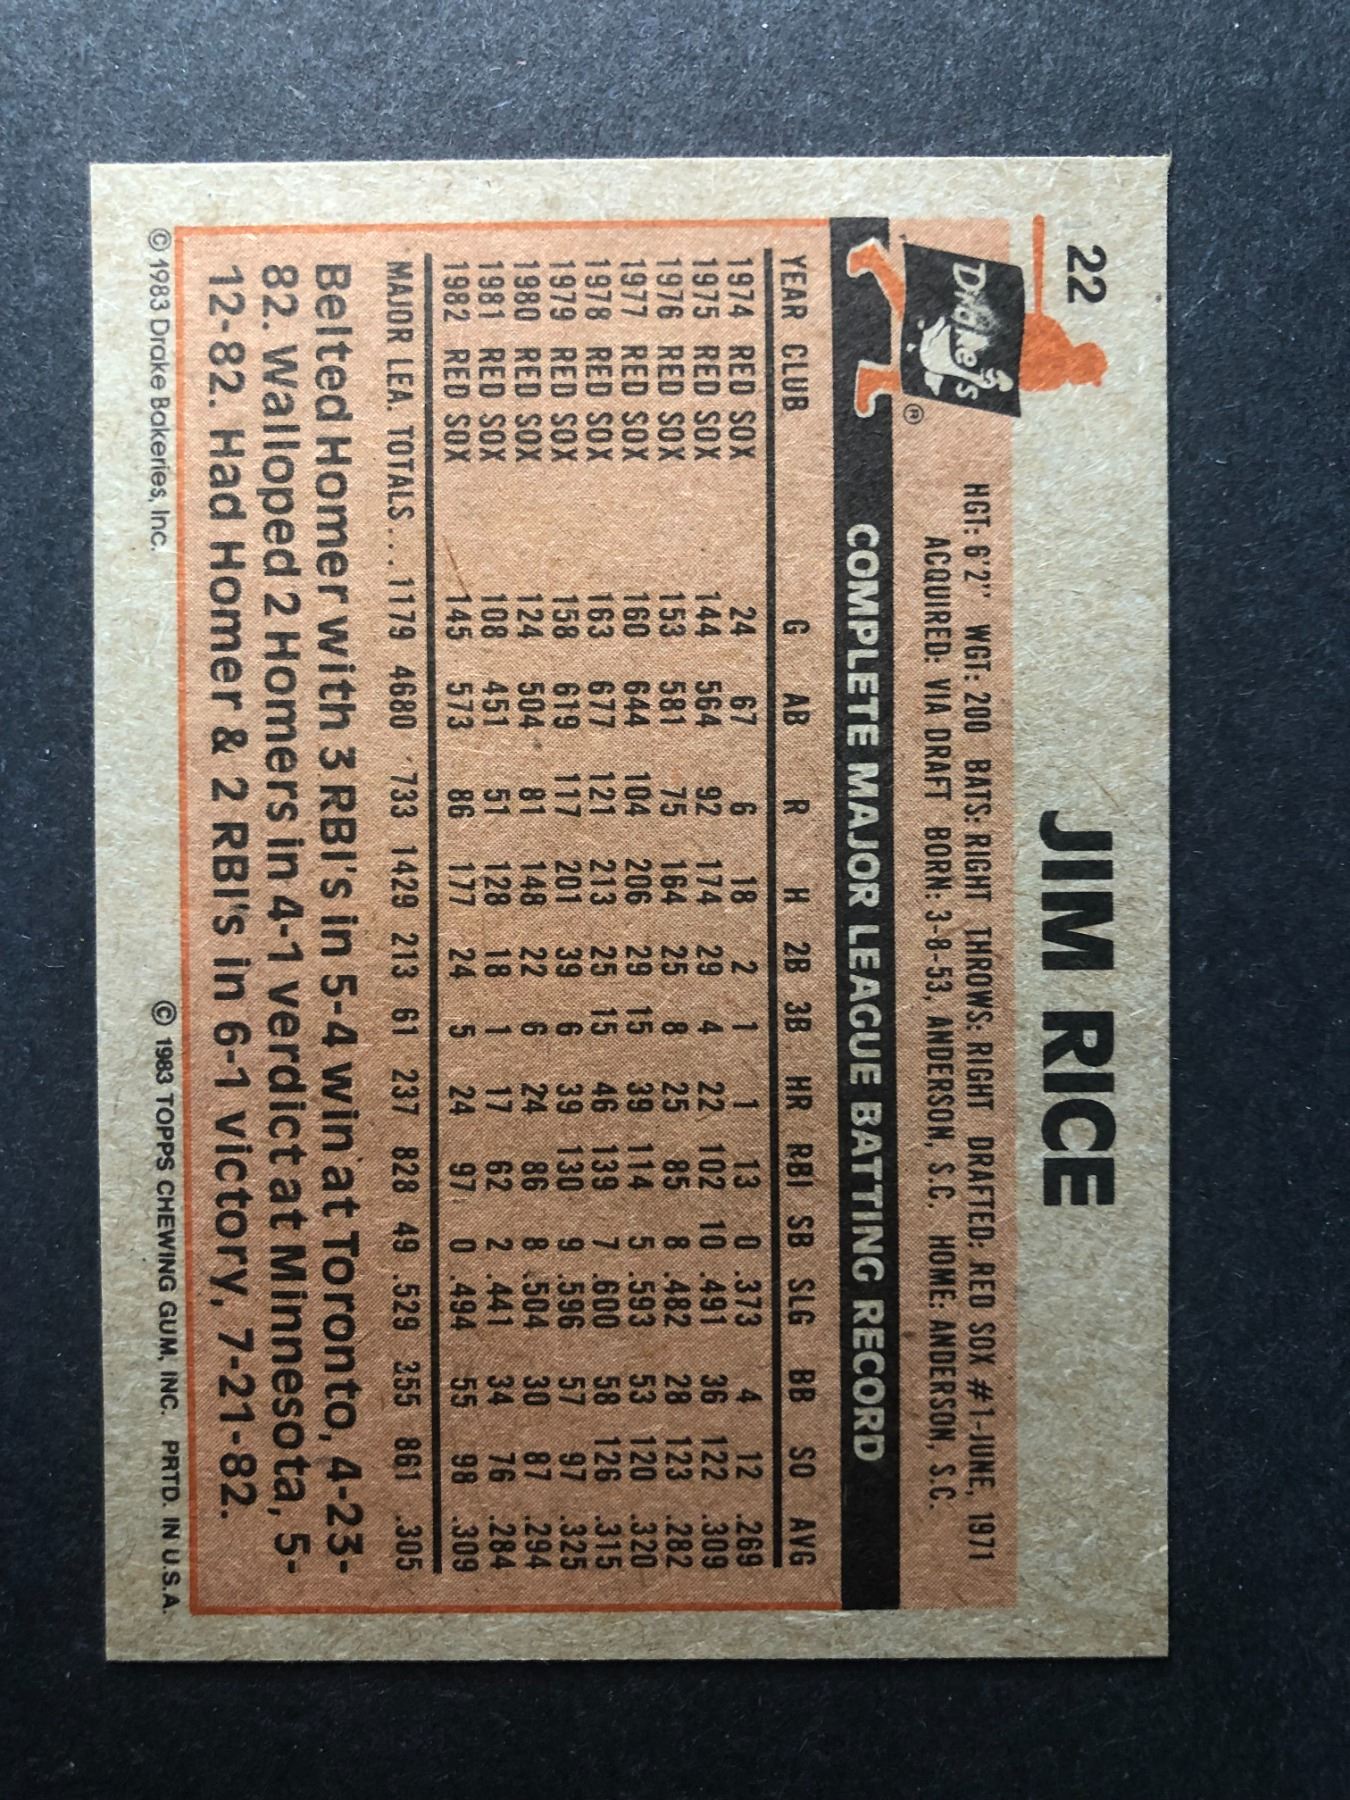 22
JIM RICE
Drake's
®
HGT: 6'2" WGT: 200 BATS: RIGHT THROWS: RIGHT DRAFTED: RED SOX #1-JUNE, 1971
ACQUIRED: VIA DRAFT BORN: 3-8-53, ANDERSON, S.C. HOME: ANDERSON, S.C.
COMPLETE MAJOR LEAGUE BATTING RECORD
YEAR CLUB G AB R H 2B 3B HR RBI SB SLG BB SO AVG
1974 RED SOX 24 67 6 18 2 1 1 13 0 .373 4 12 .269
1975 RED SOX 144 564 92 174 29 4 22 102 10 .491 36 122 .309
1976 RED SOX 153 581 75 164 25 8 25 85 8 .482 28 123 .282
1977 RED SOX 160 644 104 206 29 15 39 114 5 .593 53 120 .320
1978 RED SOX 163 677 121 213 25 15 46 139 7 .600 58 126 .315
1979 RED SOX 158 619 117 201 39 6 39 130 9 .596 57 97 .325
1980 RED SOX 124 504 81 148 22 6 24 86 8 .504 30 87 .294
1981 RED SOX 108 451 51 128 18 1 17 62 2 .441 34 76 .284
1982 RED SOX 145 573 86 177 24 5 24 97 0 .494 55 98 .309
MAJOR LEA. TOTALS... 1179 4680 733 1429 213 61 237 828 49 .529 355 861 .305
Belted Homer with 3 RBI's in 5-4 win at Toronto, 4-23-
82. Walloped 2 Homers in 4-1 verdict at Minnesota, 5-
12-82. Had Homer & 2 RBI's in 6-1 victory, 7-21-82.
© 1983 Drake Bakeries, Inc. © 1983 TOPPS CHEWING GUM, INC. PRTD. IN U.S.A.